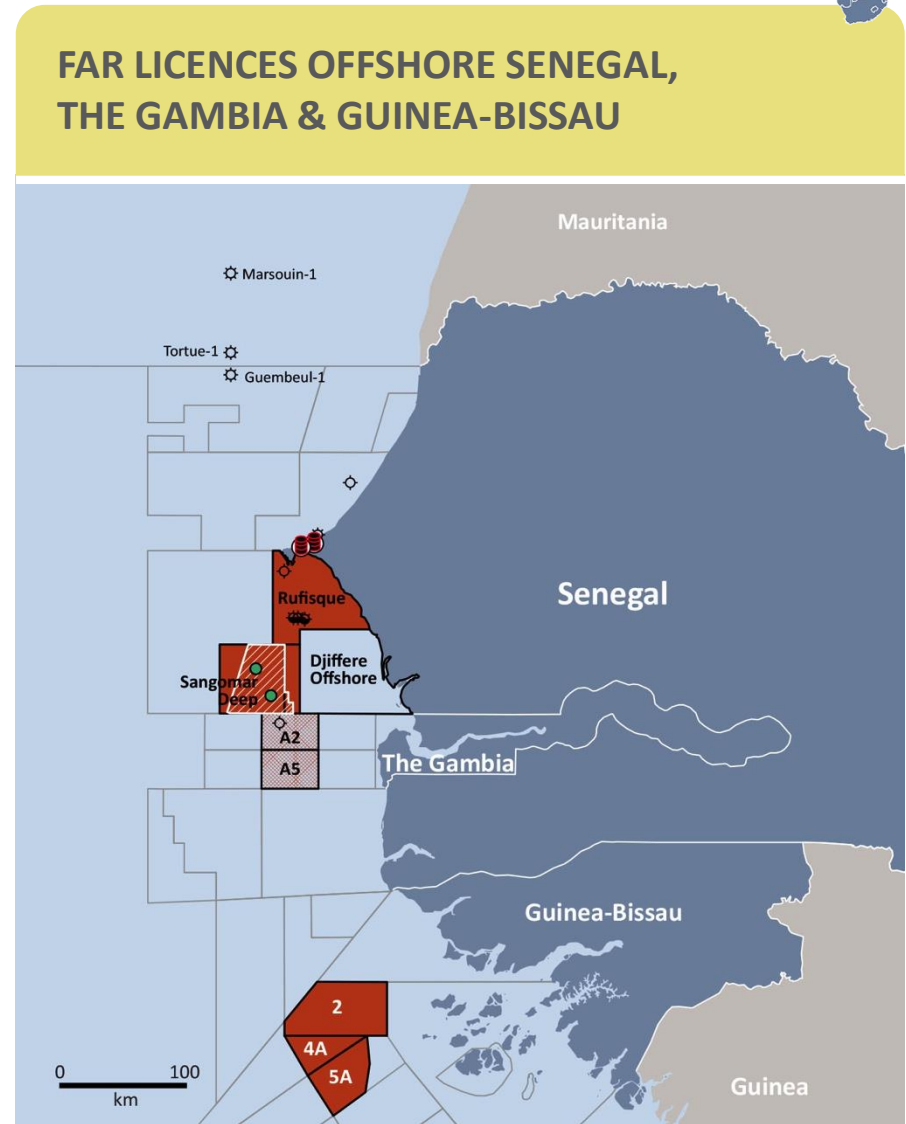 FAR LICENCES OFFSHORE SENEGAL,
THE GAMBIA & GUINEA-BISSAU
Mauritania
Marsouin-1
Tortue-1
Guembeul-1
Senegal
Rufisque
Djiffere
Offshore
Sangomar
Deep
A2
The Gambia
A5
Guinea-Bissau
2
4A
5A
0 100
km
Guinea